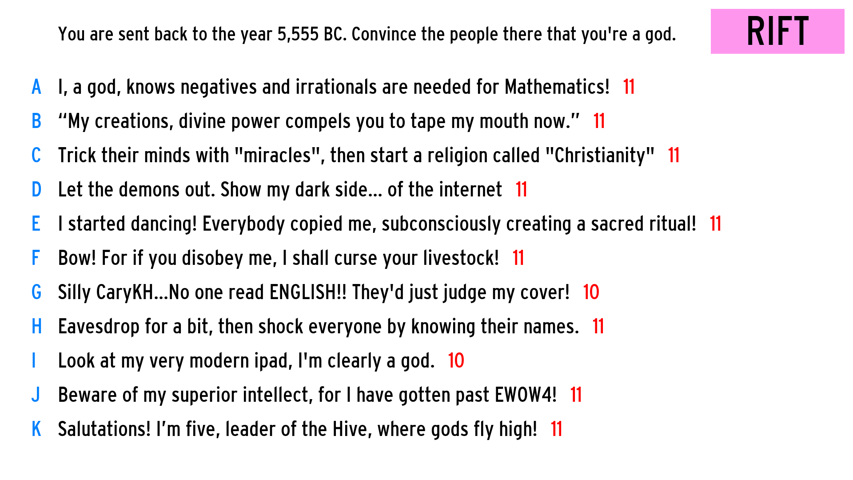 You are sent back to the year 5,555 BC. Convince the people there that you're a god.
RIFT
A I, a god, knows negatives and irrationals are needed for Mathematics! 11
B “My creations, divine power compels you to tape my mouth now.” 11
C Trick their minds with "miracles", then start a religion called "Christianity" 11
D Let the demons out. Show my dark side... of the internet 11
E I started dancing! Everybody copied me, subconsciously creating a sacred ritual! 11
F Bow! For if you disobey me, I shall curse your livestock! 11
G Silly CaryKH...No one read ENGLISH!! They'd just judge my cover! 10
H Eavesdrop for a bit, then shock everyone by knowing their names. 11
I Look at my very modern ipad, I'm clearly a god. 10
J Beware of my superior intellect, for I have gotten past EWOW4! 11
K Salutations! I’m five, leader of the Hive, where gods fly high! 11